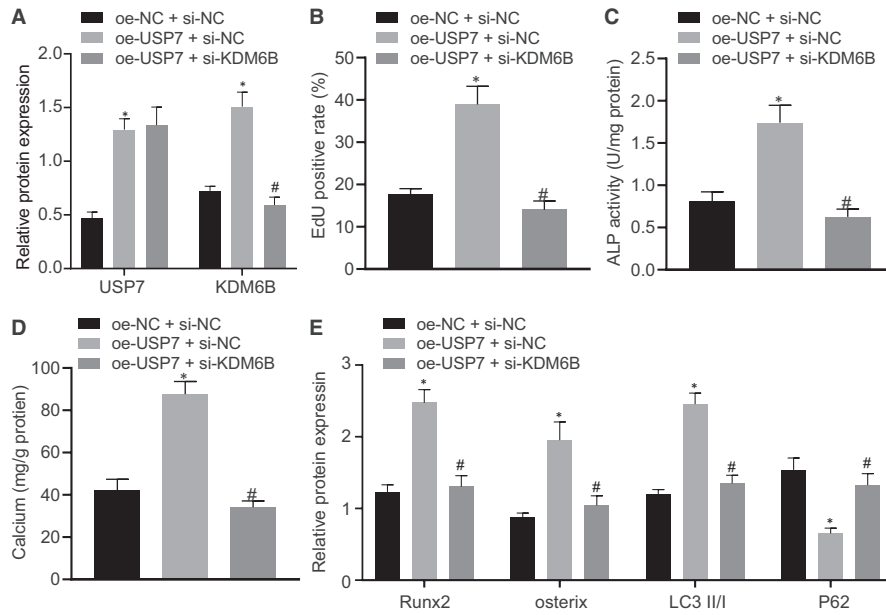 A
oe-NC + si-NC
oe-USP7 + si-NC
oe-USP7 + si-KDM6B
Relative protein expression
2.0
1.5
1.0
0.5
0.0
*
*
#
USP7
KDM6B
B
oe-NC + si-NC
oe-USP7 + si-NC
oe-USP7 + si-KDM6B
EdU positive rate (%)
50
40
30
20
10
0
*
#
C
oe-NC + si-NC
oe-USP7 + si-NC
oe-USP7 + si-KDM6B
ALP activity (U/mg protein)
2.5
2.0
1.5
1.0
0.5
0.0
*
#
D
oe-NC + si-NC
oe-USP7 + si-NC
oe-USP7 + si-KDM6B
Calcium (mg/g protien)
100
80
60
40
20
0
*
#
E
oe-NC + si-NC
oe-USP7 + si-NC
oe-USP7 + si-KDM6B
Relative protein expressin
3
2
1
0
*
#
*
#
*
#
*
#
Runx2
osterix
LC3 II/I
P62